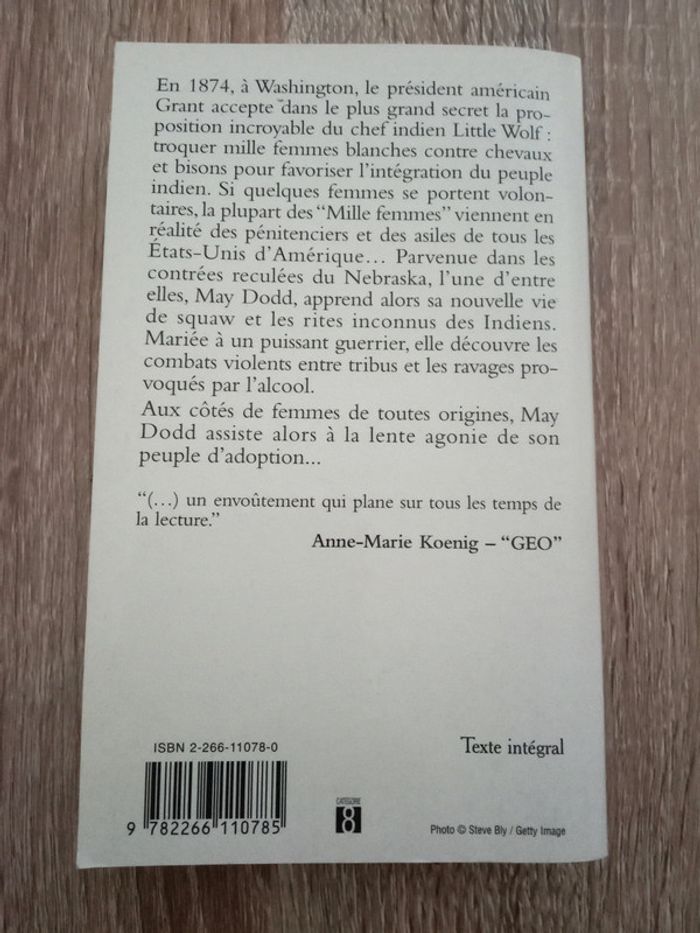 En 1874, à Washington, le président américain
Grant accepte dans le plus grand secret la pro-
position incroyable du chef indien Little Wolf :
troquer mille femmes blanches contre chevaux
et bisons pour favoriser l'intégration du peuple
indien. Si quelques femmes se portent volon-
taires, la plupart des "Mille femmes" viennent en
réalité des pénitenciers et des asiles de tous les
États-Unis d'Amérique… Parvenue dans les
contrées reculées du Nebraska, l'une d'entre
elles, May Dodd, apprend alors sa nouvelle vie
de squaw et les rites inconnus des Indiens.
Mariée à un puissant guerrier, elle découvre les
combats violents entre tribus et les ravages pro-
voqués par l'alcool.
Aux côtés de femmes de toutes origines, May
Dodd assiste alors à la lente agonie de son
peuple d'adoption...
"(…) un envoûtement qui plane sur tous les temps de
la lecture."
Anne-Marie Koenig – "GEO"
ISBN 2-266-11078-0
Texte intégral
9 782266 110785
CATÉGORIE
8
Photo © Steve Bly / Getty Image